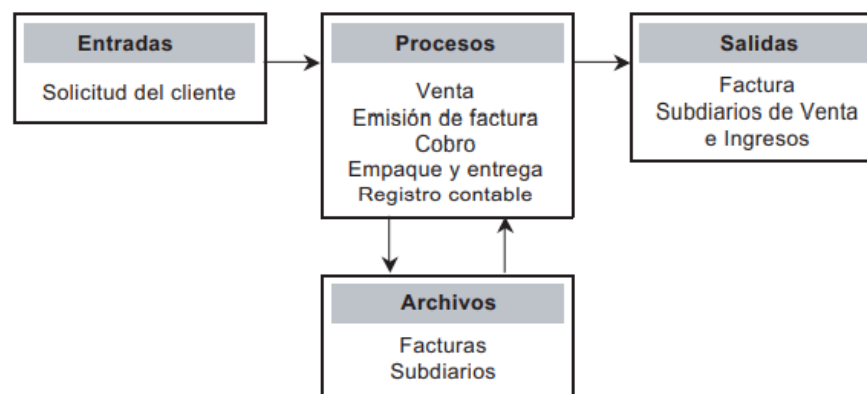 Entradas
Solicitud del cliente
Procesos
Venta
Emisión de factura
Cobro
Empaque y entrega
Registro contable
Salidas
Factura
Subdiarios de Venta
e Ingresos
Archivos
Facturas
Subdiarios